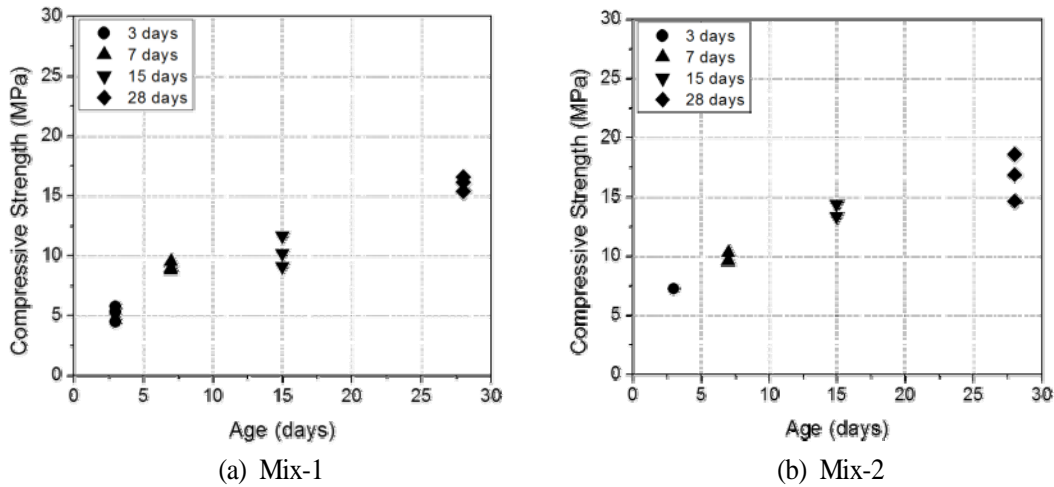 30
25
20
15
10
5
0
Compressive Strength (MPa)
3 days
7 days
15 days
28 days
0 5 10 15 20 25 30
Age (days)
(a) Mix-1
30
25
20
15
10
5
0
Compressive Strength (MPa)
3 days
7 days
15 days
28 days
0 5 10 15 20 25 30
Age (days)
(b) Mix-2